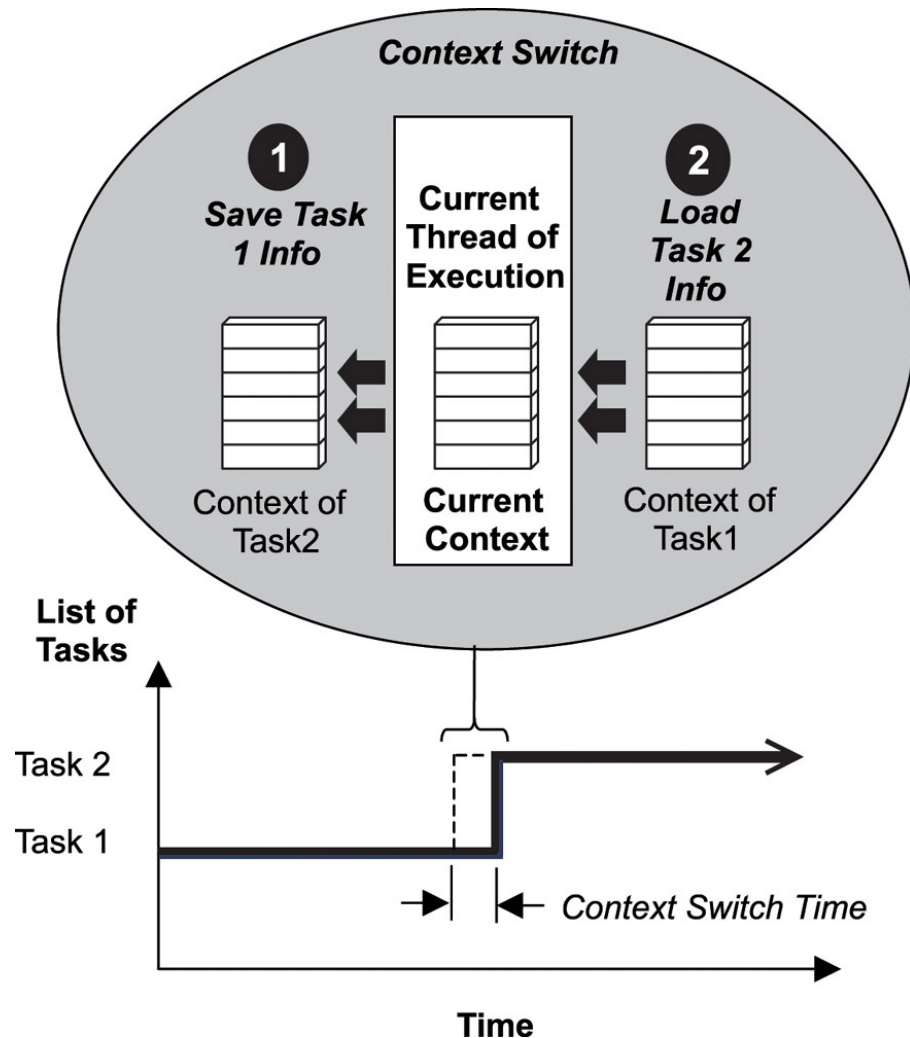 Context Switch
1
Save Task
1 Info
Context of
Task2
Current
Thread of
Execution
Current
Context
2
Load
Task 2
Info
Context of
Task1
List of
Tasks
Task 2
Task 1
Context Switch Time
Time